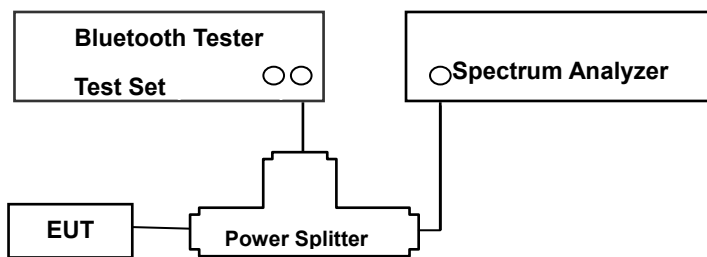 Bluetooth Tester
Test Set
Spectrum Analyzer
EUT
Power Splitter